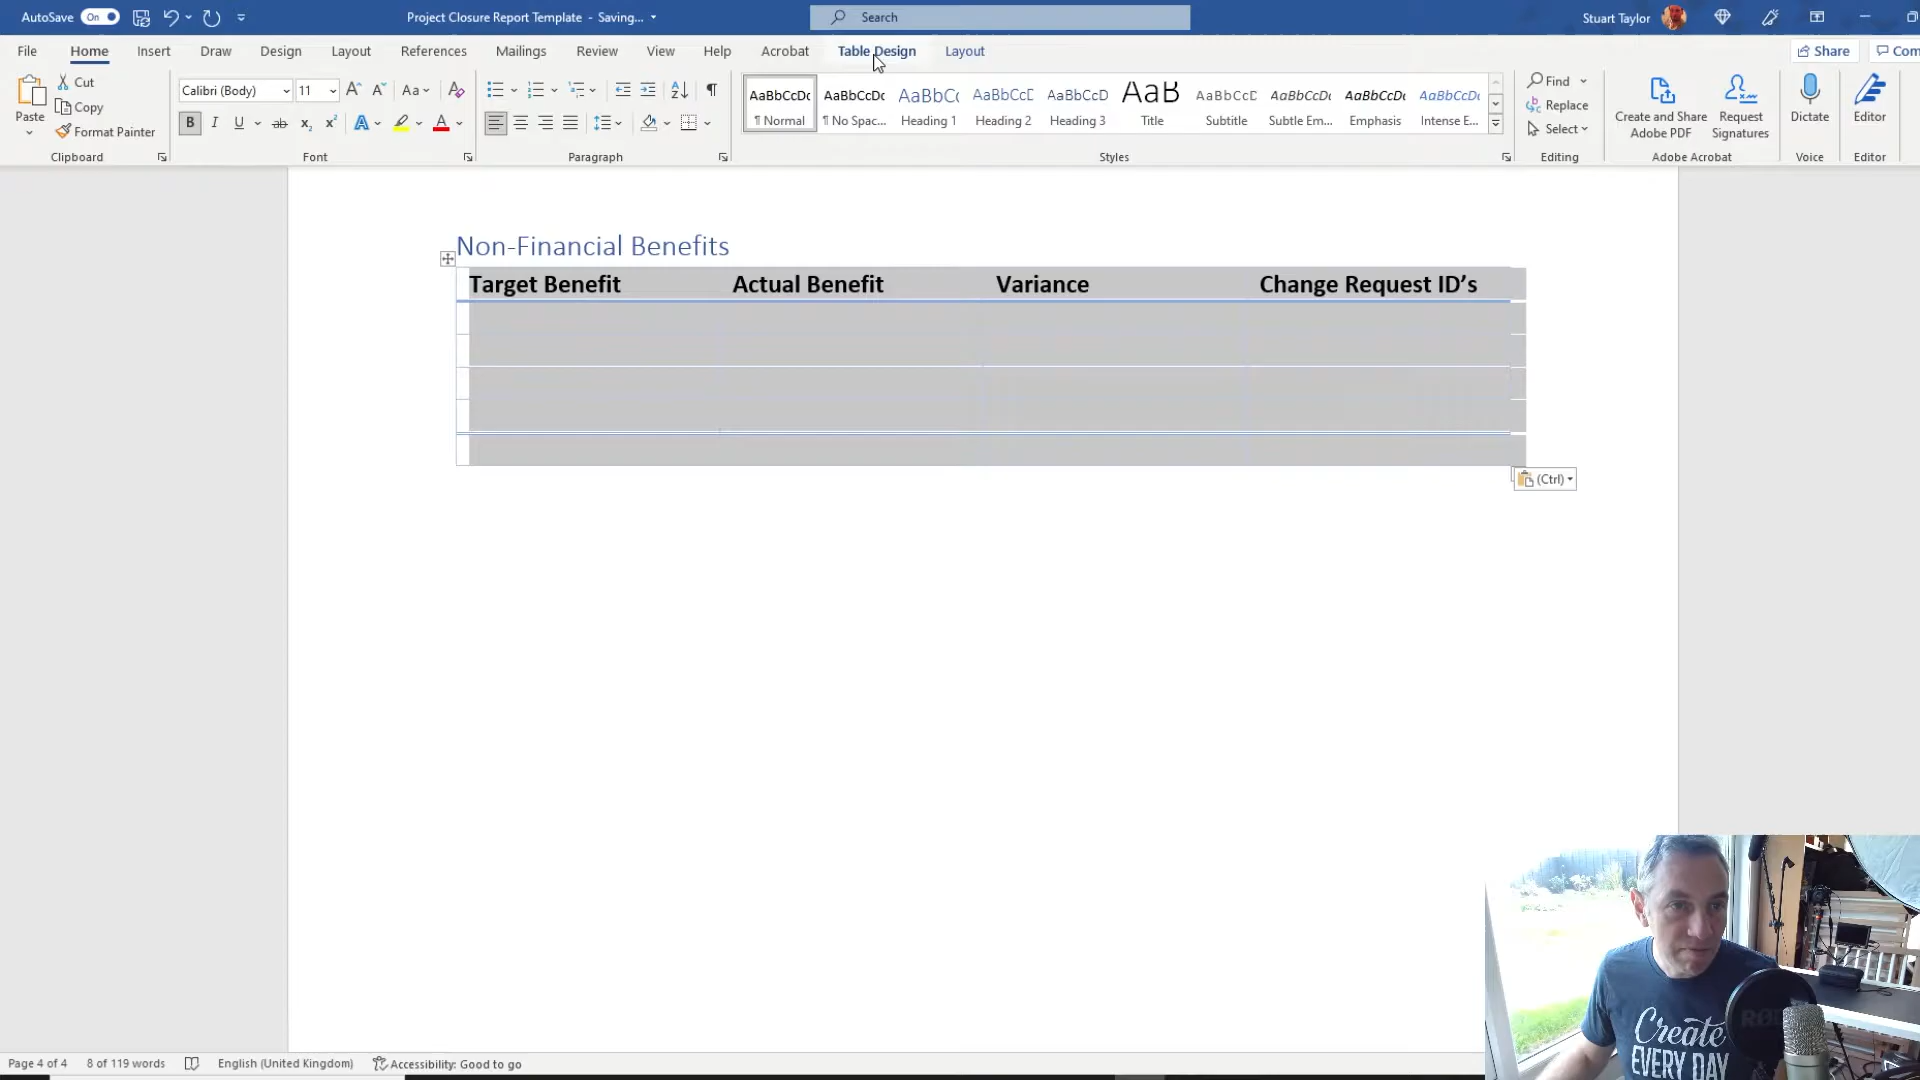 AutoSave On Project Closure Report Template - Saving... Search Stuart Taylor
File Home Insert Draw Design Layout References Mailings Review View Help Acrobat Table Design Layout Share Com
Paste Cut Copy Format Painter Clipboard
Calibri (Body) 11 Font
Paragraph
AaBbCcDc ¶ Normal
AaBbCcDc ¶ No Spac...
AaBbC( Heading 1
AaBbCcD Heading 2
AaBbCcD Heading 3
AaB Title
AaBbCcD Subtitle
AaBbCcDc Subtle Em...
AaBbCcDc Emphasis
AaBbCcDc Intense E...
Styles
Find Replace Select Editing
Create and Share Adobe PDF Request Signatures Adobe Acrobat
Dictate Voice
Editor Editor
Non-Financial Benefits
Target Benefit Actual Benefit Variance Change Request ID’s
(Ctrl)
Create
EVERY DAY
Page 4 of 4 8 of 119 words English (United Kingdom) Accessibility: Good to go